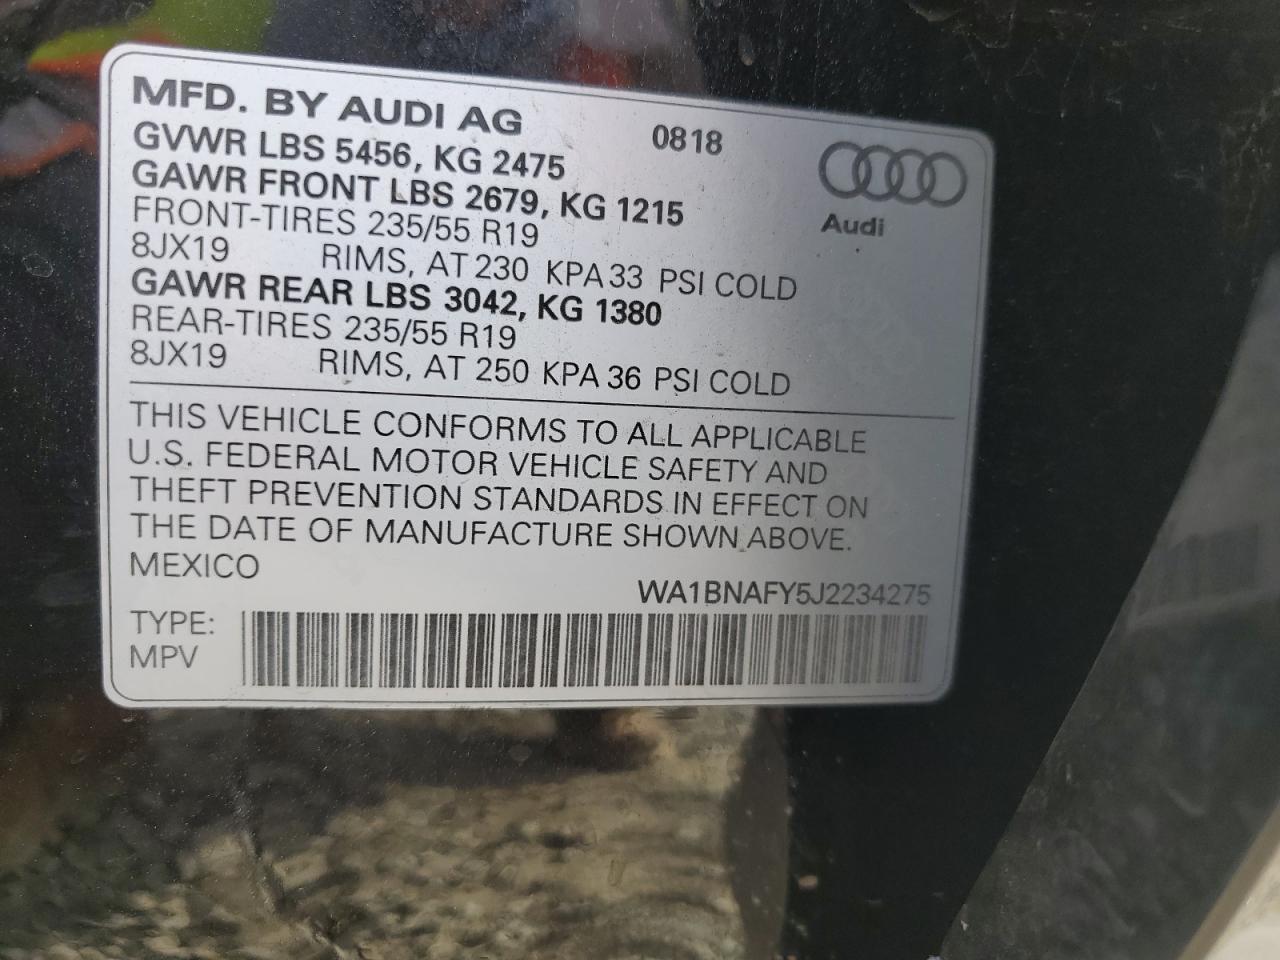 MFD. BY AUDI AG 0818
GVWR LBS 5456, KG 2475
GAWR FRONT LBS 2679, KG 1215
FRONT-TIRES 235/55 R19
8JX19 RIMS, AT 230 KPA 33 PSI COLD
GAWR REAR LBS 3042, KG 1380
REAR-TIRES 235/55 R19
8JX19 RIMS, AT 250 KPA 36 PSI COLD
Audi
THIS VEHICLE CONFORMS TO ALL APPLICABLE
U.S. FEDERAL MOTOR VEHICLE SAFETY AND
THEFT PREVENTION STANDARDS IN EFFECT ON
THE DATE OF MANUFACTURE SHOWN ABOVE.
MEXICO
WA1BNAFY5J2234275
TYPE:
MPV